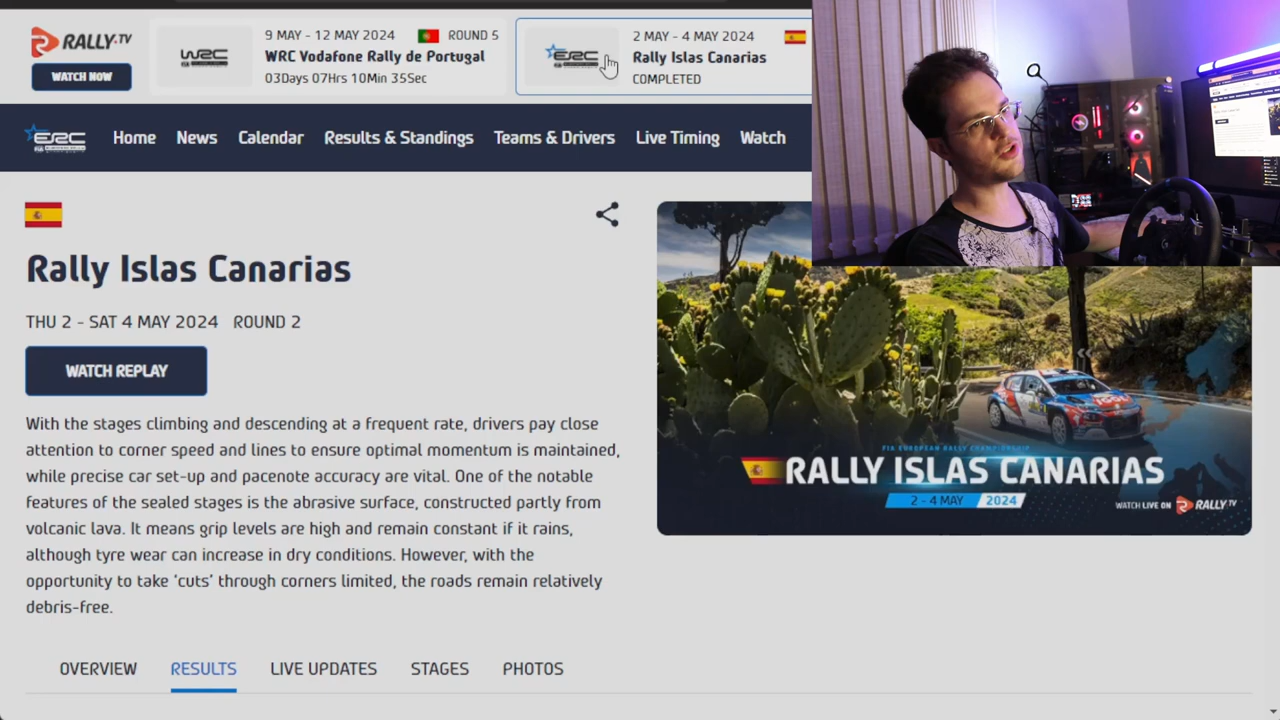 RALLY.TV
WATCH NOW
WRC
9 MAY - 12 MAY 2024 ROUND 5
WRC Vodafone Rally de Portugal
03Days 07Hrs 10Min 35Sec
ERC
2 MAY - 4 MAY 2024
Rally Islas Canarias
COMPLETED
ERC
Home News Calendar Results & Standings Teams & Drivers Live Timing Watch
Rally Islas Canarias
THU 2 - SAT 4 MAY 2024 ROUND 2
WATCH REPLAY
With the stages climbing and descending at a frequent rate, drivers pay close
attention to corner speed and lines to ensure optimal momentum is maintained,
while precise car set-up and pacenote accuracy are vital. One of the notable
features of the sealed stages is the abrasive surface, constructed partly from
volcanic lava. It means grip levels are high and remain constant if it rains,
although tyre wear can increase in dry conditions. However, with the
opportunity to take ‘cuts’ through corners limited, the roads remain relatively
debris-free.
FIA EUROPEAN RALLY CHAMPIONSHIP
RALLY ISLAS CANARIAS
2 - 4 MAY 2024
WATCH LIVE ON RALLY.TV
OVERVIEW RESULTS LIVE UPDATES STAGES PHOTOS